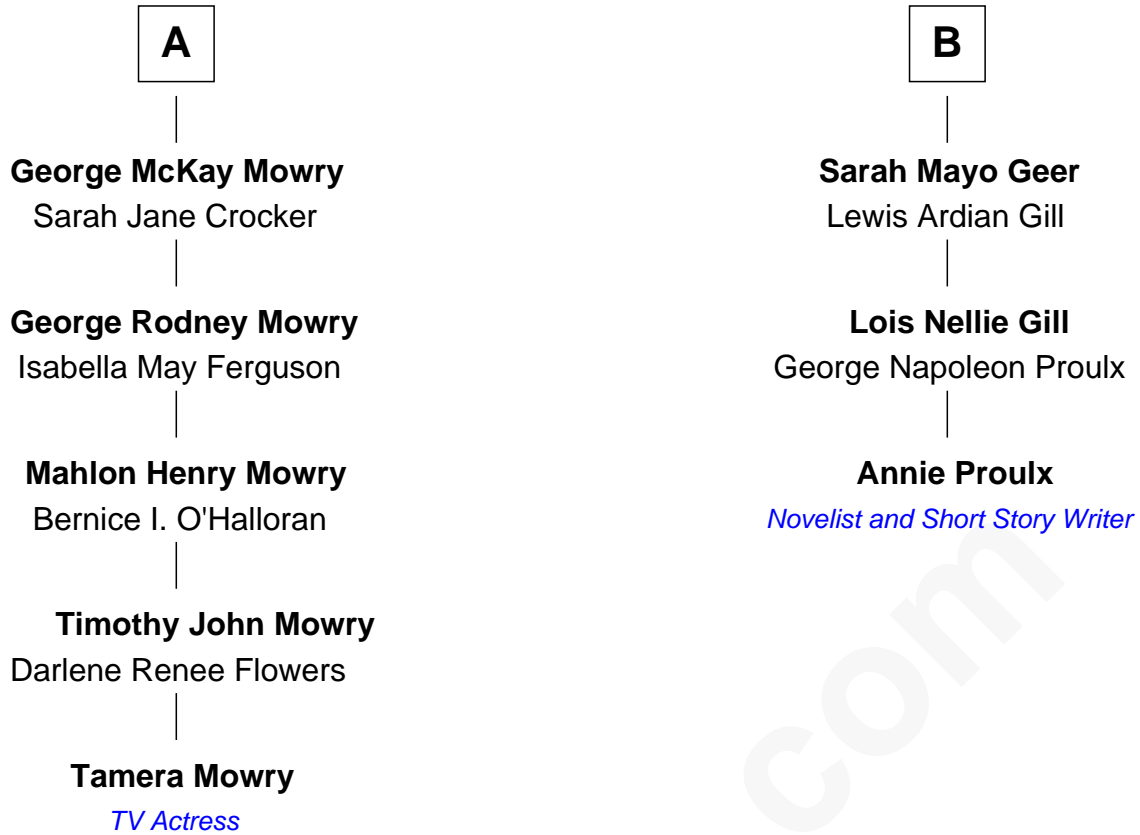 A
George McKay Mowry
Sarah Jane Crocker
George Rodney Mowry
Isabella May Ferguson
Mahlon Henry Mowry
Bernice I. O'Halloran
Timothy John Mowry
Darlene Renee Flowers
Tamera Mowry
TV Actress
B
Sarah Mayo Geer
Lewis Ardian Gill
Lois Nellie Gill
George Napoleon Proulx
Annie Proulx
Novelist and Short Story Writer
com